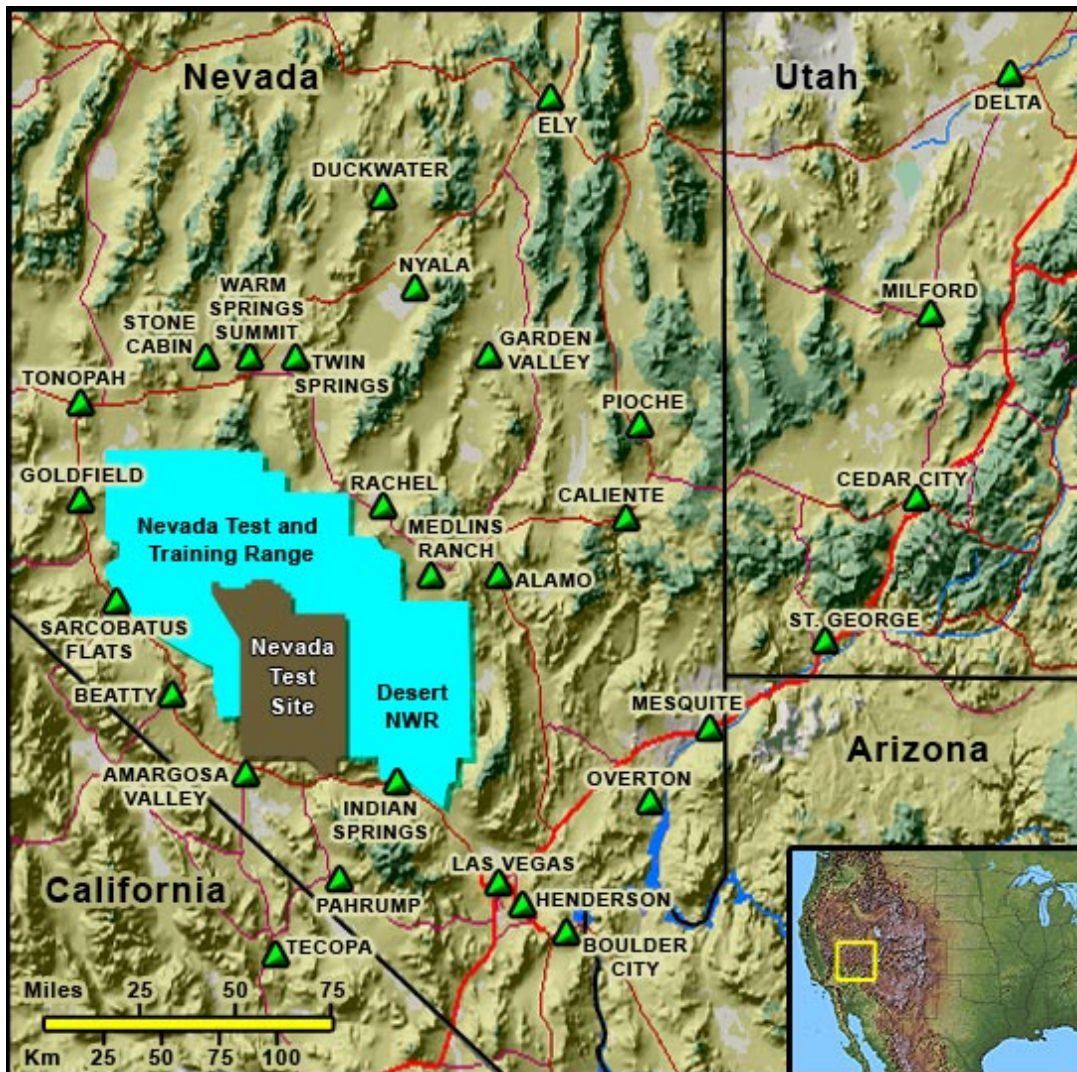 Nevada
Utah
DELTA
ELY
DUCKWATER
NYALA
WARM
SPRINGS
SUMMIT
STONE
CABIN
TWIN
SPRINGS
GARDEN
VALLEY
MILFORD
TONOPAH
PIOCHE
GOLDFIELD
RACHEL
CALIENTE
CEDAR CITY
Nevada Test and
Training Range
MEDLINS
RANCH
ALAMO
SARCOBATUS
FLATS
ST. GEORGE
Nevada
Test
Site
BEATTY
Desert
NWR
MESQUITE
Arizona
AMARGOSA
VALLEY
INDIAN
SPRINGS
OVERTON
California
PAHRUMP
LAS VEGAS
HENDERSON
BOULDER
CITY
TECOPA
Miles 25 50 75
Km 25 50 75 100